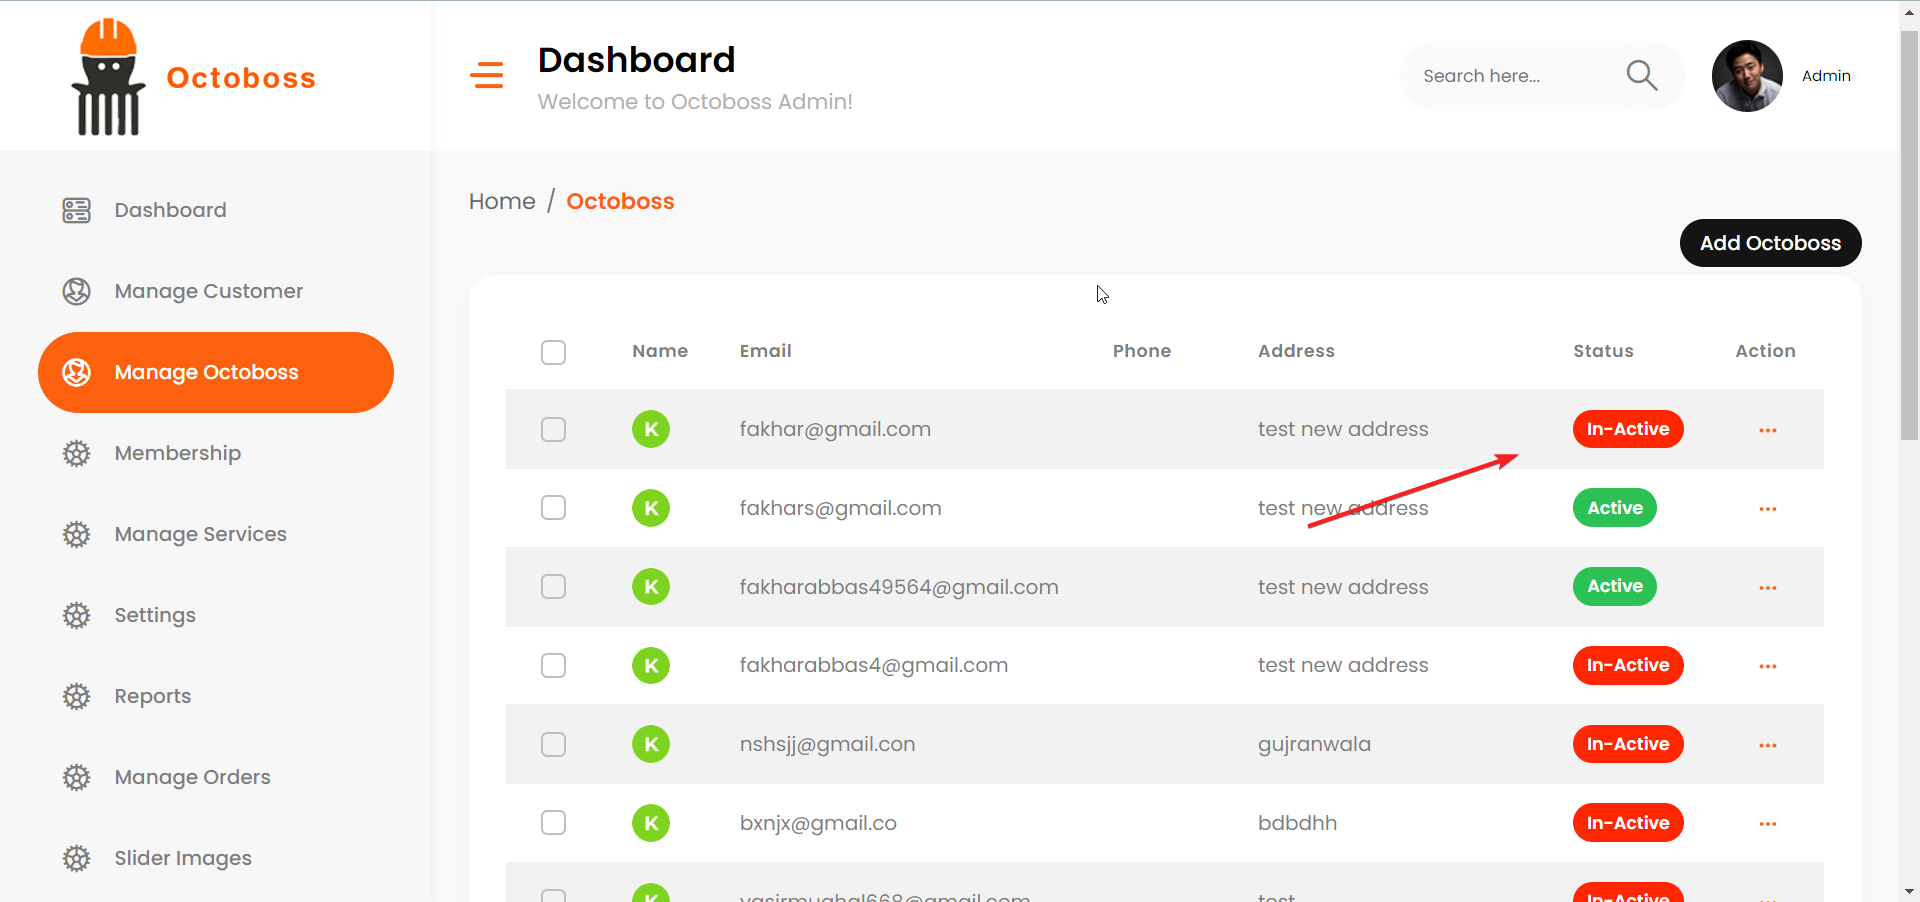 Octoboss
Dashboard
Welcome to Octoboss Admin!
Search here...
Admin
Dashboard
Manage Customer
Manage Octoboss
Membership
Manage Services
Settings
Reports
Manage Orders
Slider Images
Home / Octoboss
Add Octoboss
Name Email Phone Address Status Action
K fakhar@gmail.com test new address In-Active ...
K fakhars@gmail.com test new address Active ...
K fakharabbas49564@gmail.com test new address Active ...
K fakharabbas4@gmail.com test new address In-Active ...
K nshsjj@gmail.con gujranwala In-Active ...
K bxnjx@gmail.co bdbdhh In-Active ...
K yasirmughal668@gmail.com test In-Active ...